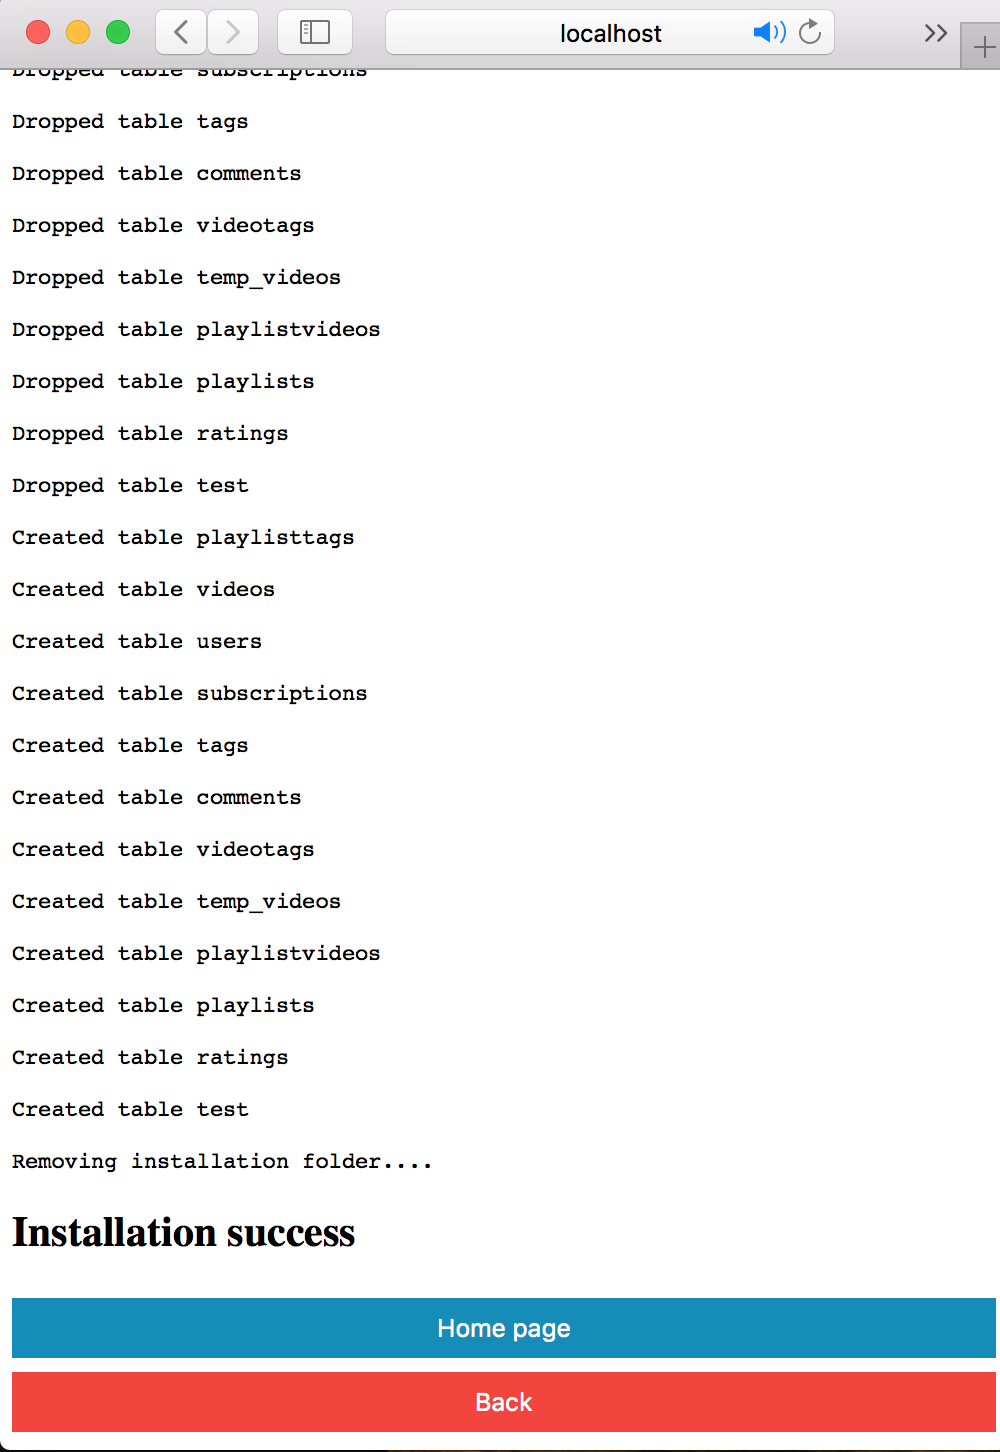 localhost
Dropped table subscriptions
Dropped table tags
Dropped table comments
Dropped table videotags
Dropped table temp_videos
Dropped table playlistvideos
Dropped table playlists
Dropped table ratings
Dropped table test
Created table playlisttags
Created table videos
Created table users
Created table subscriptions
Created table tags
Created table comments
Created table videotags
Created table temp_videos
Created table playlistvideos
Created table playlists
Created table ratings
Created table test
Removing installation folder....
Installation success
Home page
Back